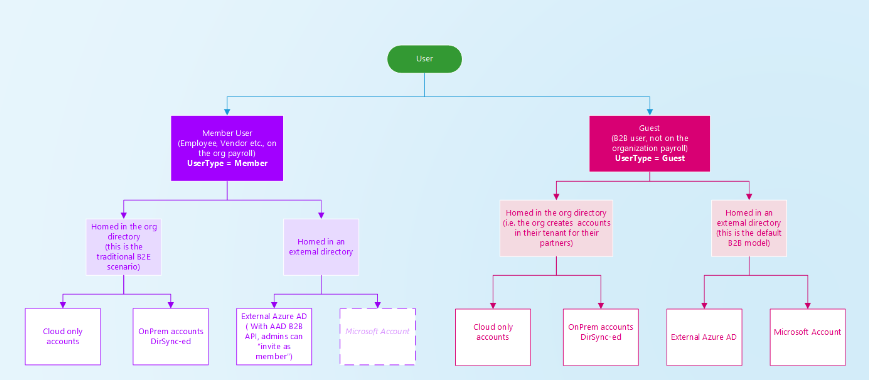 User
Member User
(Employee, Vendor etc., on
the org payroll)
UserType = Member
Guest
(B2B user, not on the
organization payroll)
UserType = Guest
Homed in the org
directory
(this is the
traditional B2E
scenario)
Homed in an
external directory
Homed in the org directory
(i.e. the org creates  accounts
in their tenant for their
partners)
Homed in an
external directory
(this is the default
B2B model)
Cloud only
accounts
OnPrem accounts
DirSync-ed
External Azure AD
( With AAD B2B
API, admins can
"invite as
member")
Microsoft Account
Cloud only
accounts
OnPrem accounts
DirSync-ed
External Azure AD
Microsoft Account